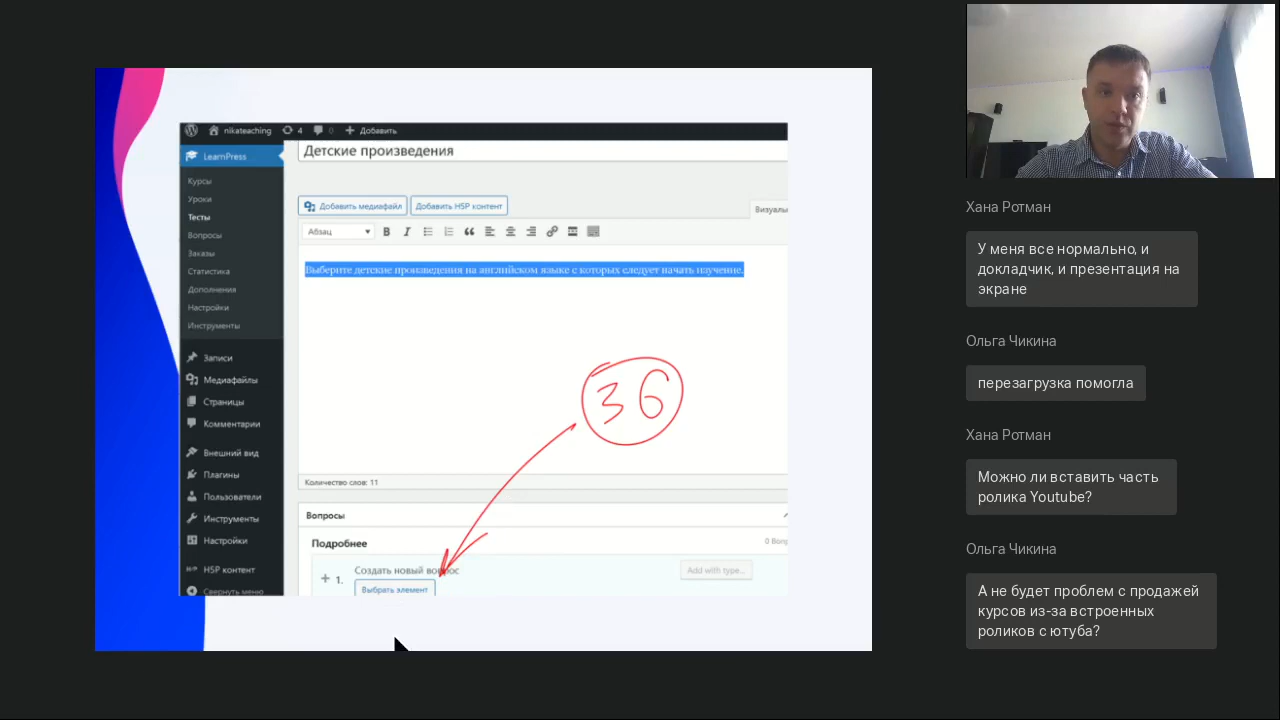 nikateaching 4 0 Добавить
LearnPress
Курсы
Уроки
Тесты
Вопросы
Заказы
Статистика
Дополнения
Настройки
Инструменты
Записи
Медиафайлы
Страницы
Комментарии
Внешний вид
Плагины
Пользователи
Инструменты
Настройки
H5P контент
Свернуть меню
Детские произведения
Добавить медиафайл Добавить H5P контент
Визуаль
Абзац B I
Выберите детские произведения на английском языке с которых следует начать изучение.
36
Количество слов: 11
Вопросы
Подробнее 0 Вопр
1. Создать новый вопрос Add with type...
Выбрать элемент
Хана Ротман
У меня все нормально, и
докладчик, и презентация на
экране
Ольга Чикина
перезагрузка помогла
Хана Ротман
Можно ли вставить часть
ролика Youtube?
Ольга Чикина
А не будет проблем с продажей
курсов из-за встроенных
роликов с ютуба?